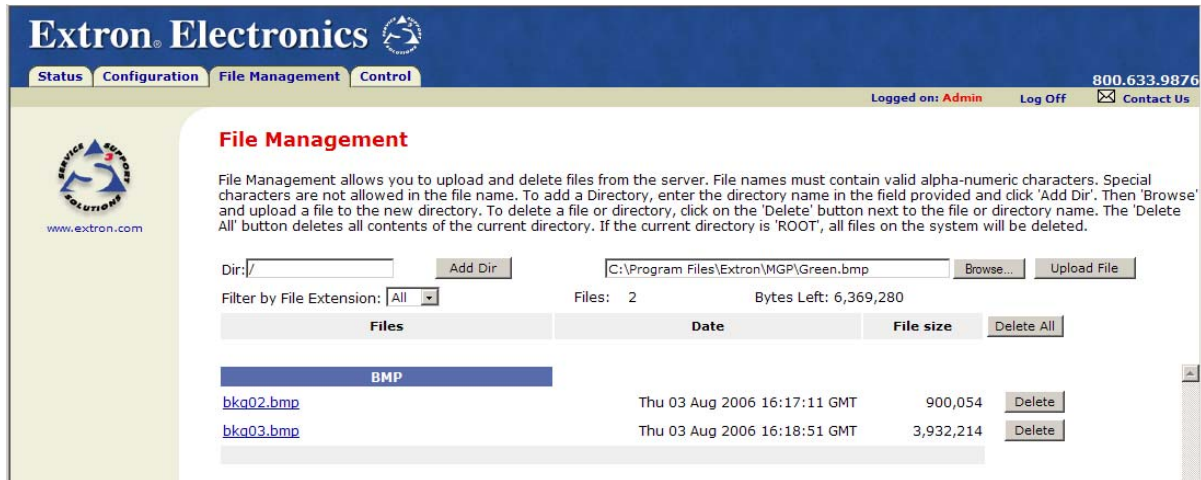 Extron® Electronics
Status Configuration File Management Control
800.633.9876
Logged on: Admin Log Off Contact Us
SERVICE SUPPORT SOLUTIONS
3
www.extron.com
File Management
File Management allows you to upload and delete files from the server. File names must contain valid alpha-numeric characters. Special
characters are not allowed in the file name. To add a Directory, enter the directory name in the field provided and click 'Add Dir'. Then 'Browse'
and upload a file to the new directory. To delete a file or directory, click on the 'Delete' button next to the file or directory name. The 'Delete
All' button deletes all contents of the current directory. If the current directory is 'ROOT', all files on the system will be deleted.
Dir: / Add Dir C:\Program Files\Extron\MGP\Green.bmp Browse... Upload File
Filter by File Extension: All Files: 2 Bytes Left: 6,369,280
Files Date File size Delete All
BMP
bkg02.bmp Thu 03 Aug 2006 16:17:11 GMT 900,054 Delete
bkg03.bmp Thu 03 Aug 2006 16:18:51 GMT 3,932,214 Delete